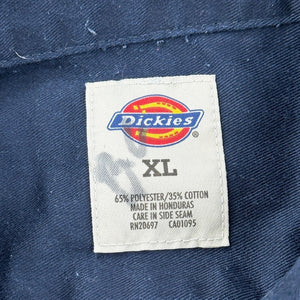 Dickies
XL
65% POLYESTER/35% COTTON
MADE IN HONDURAS
CARE IN SIDE SEAM
RN20697 CA01095